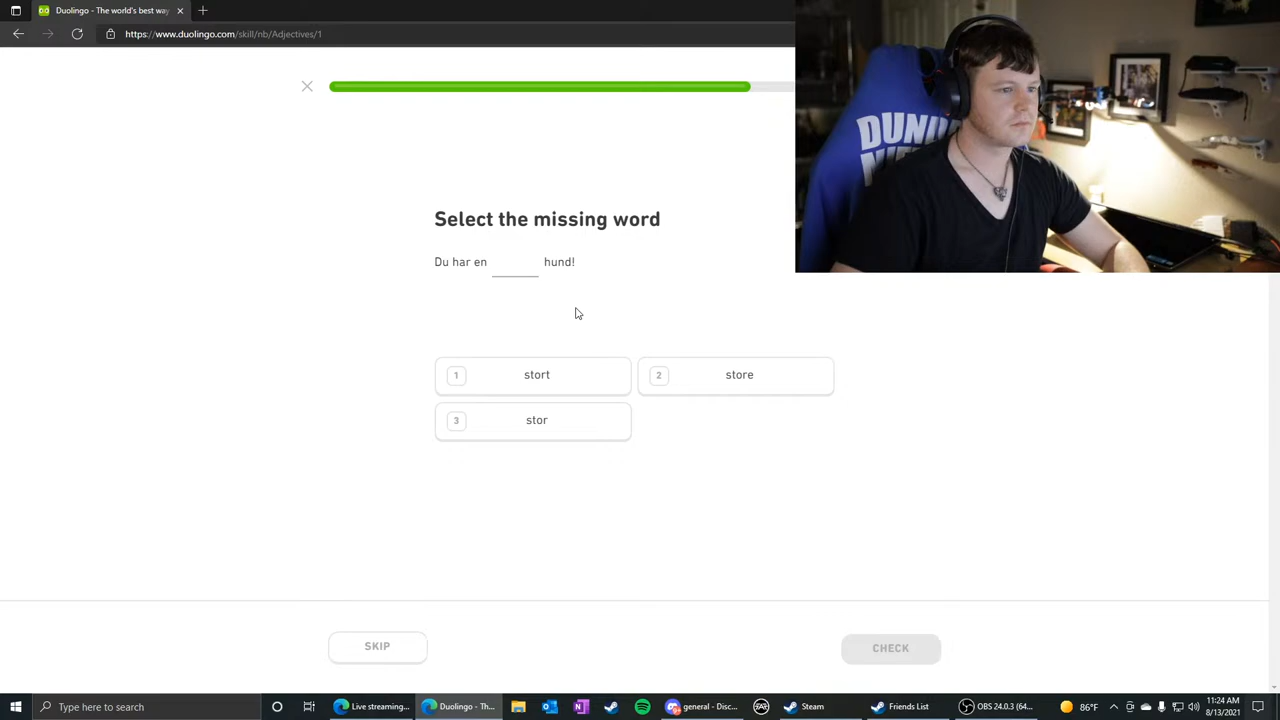 Duolingo - The world's best way
https://www.duolingo.com/skill/nb/Adjectives/1
Select the missing word
Du har en hund!
1 stort
2 store
3 stor
SKIP
CHECK
Type here to search
Live streaming...
Duolingo - Th...
general - Disc...
Steam
Friends List
OBS 24.0.3 (64...
86°F
11:24 AM
8/13/2021